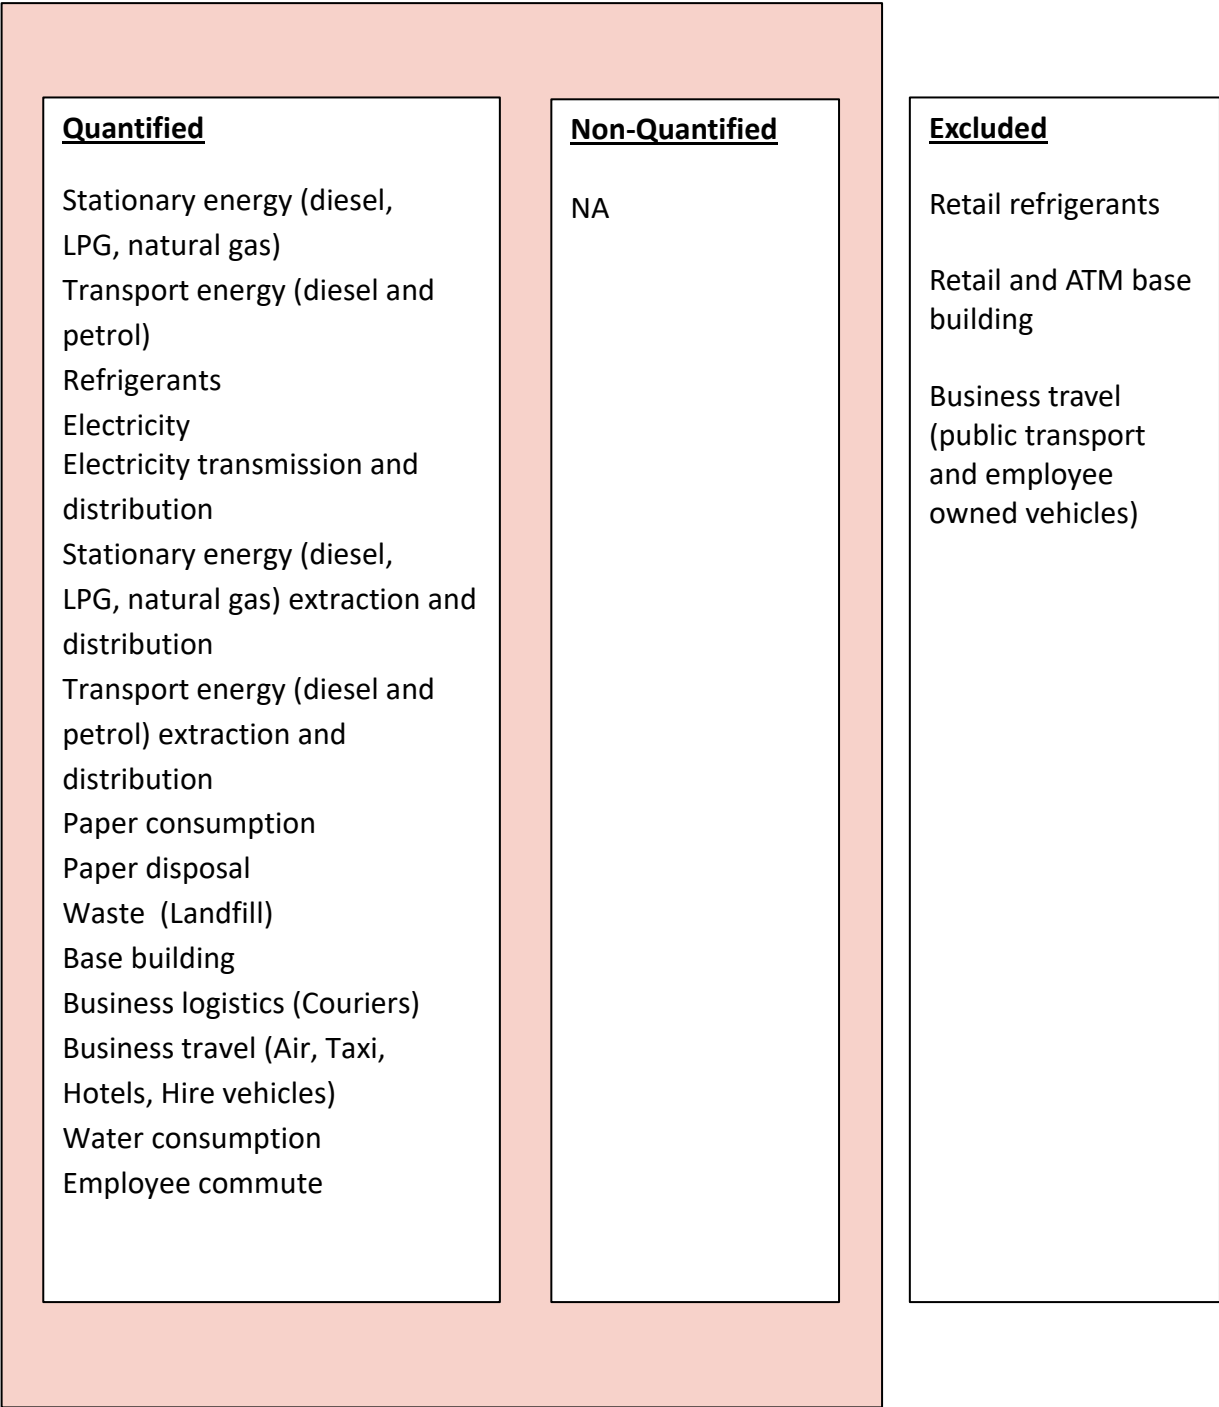 Quantified
Stationary energy (diesel,
LPG, natural gas)
Transport energy (diesel and
petrol)
Refrigerants
Electricity
Electricity transmission and
distribution
Stationary energy (diesel,
LPG, natural gas) extraction and
distribution
Transport energy (diesel and
petrol) extraction and
distribution
Paper consumption
Paper disposal
Waste  (Landfill)
Base building
Business logistics (Couriers)
Business travel (Air, Taxi,
Hotels, Hire vehicles)
Water consumption
Employee commute
Non-Quantified
NA
Excluded
Retail refrigerants
Retail and ATM base
building
Business travel
(public transport
and employee
owned vehicles)